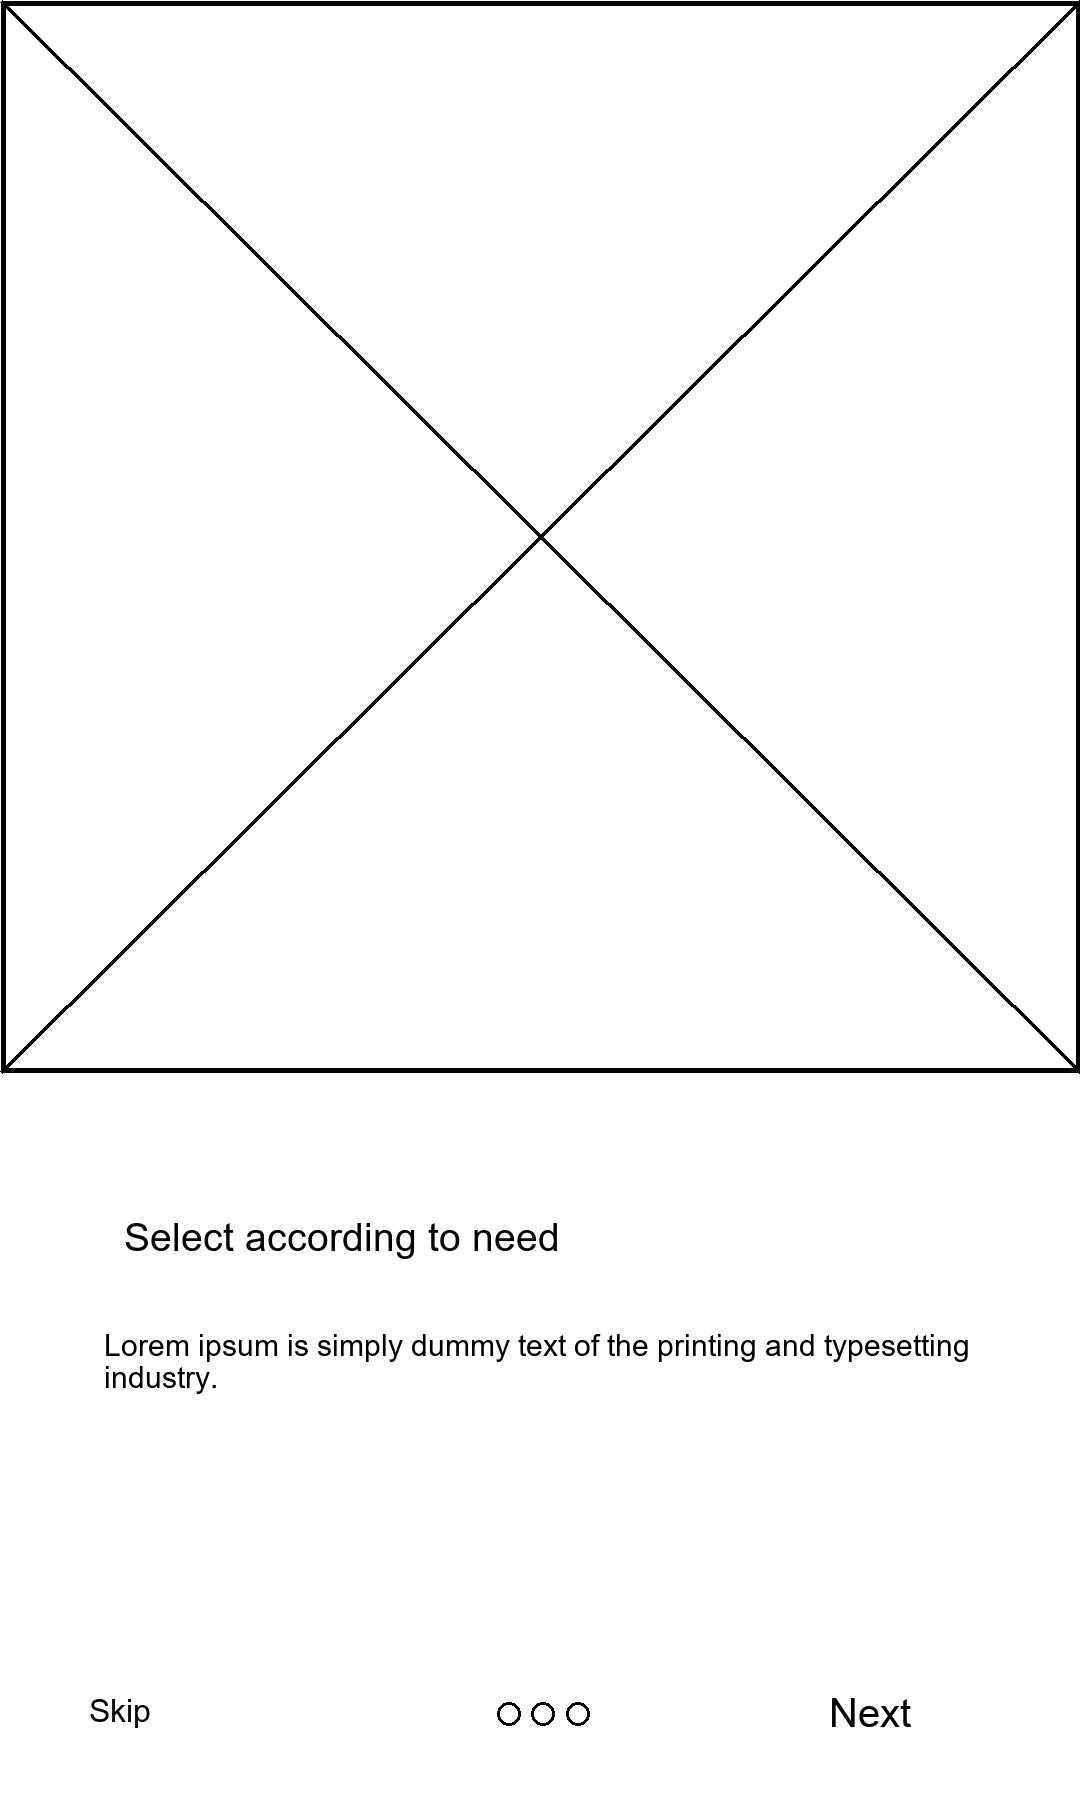 Select according to need
Lorem ipsum is simply dummy text of the printing and typesetting
industry.
Skip
Next